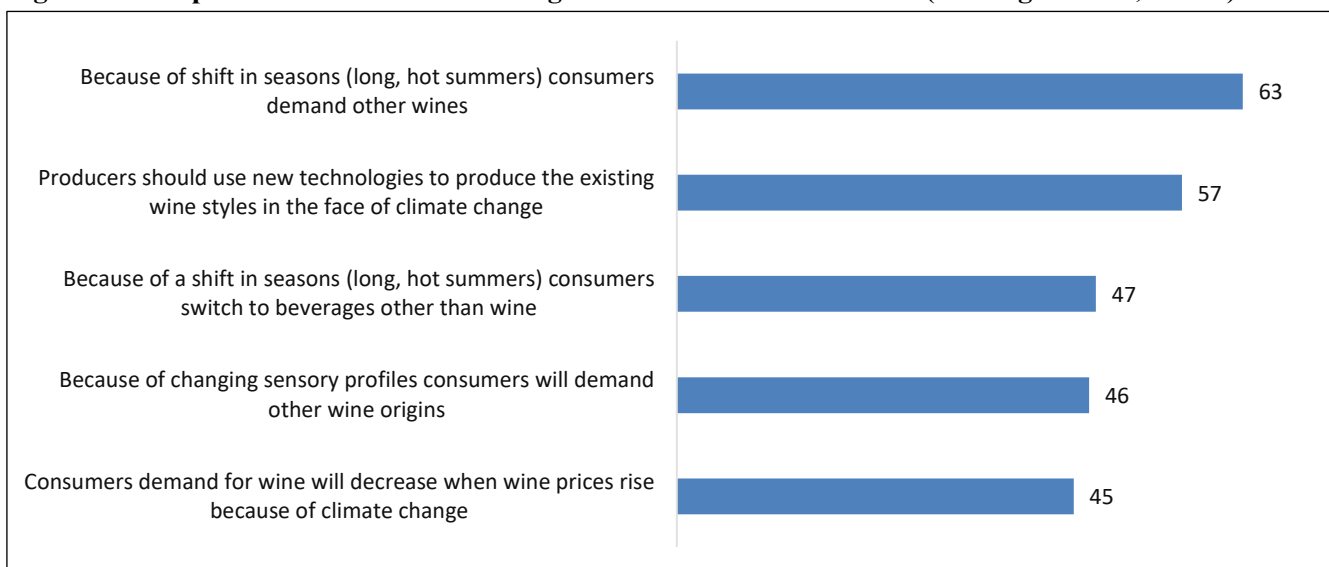 Because of shift in seasons (long, hot summers) consumers
demand other wines
63
Producers should use new technologies to produce the existing
wine styles in the face of climate change
57
Because of a shift in seasons (long, hot summers) consumers
switch to beverages other than wine
47
Because of changing sensory profiles consumers will demand
other wine origins
46
Consumers demand for wine will decrease when wine prices rise
because of climate change
45